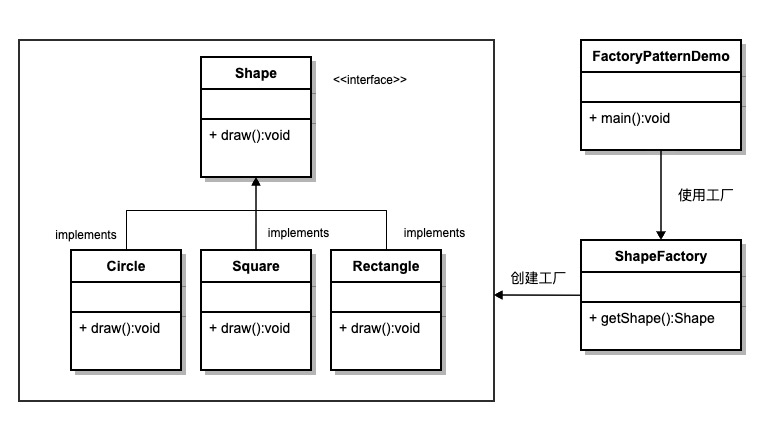 Shape
<<interface>>
+ draw():void
implements
implements
implements
Circle
+ draw():void
Square
+ draw():void
Rectangle
+ draw():void
FactoryPatternDemo
+ main():void
使用工厂
ShapeFactory
+ getShape():Shape
创建工厂